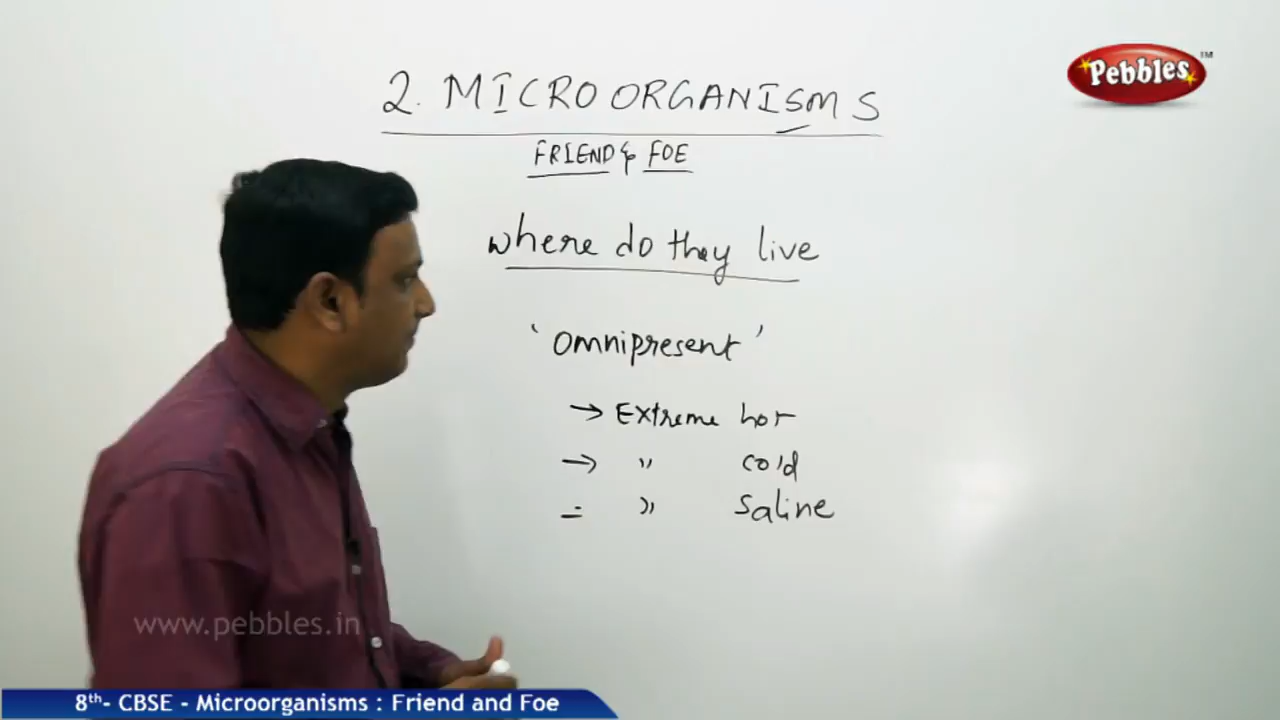 2. MICROORGANISMS
Pebbles™
FRIEND & FOE
where do they live
'omnipresent'
→ Extreme hot
→ " cold
- " Saline
www.pebbles.in
8th- CBSE - Microorganisms : Friend and Foe